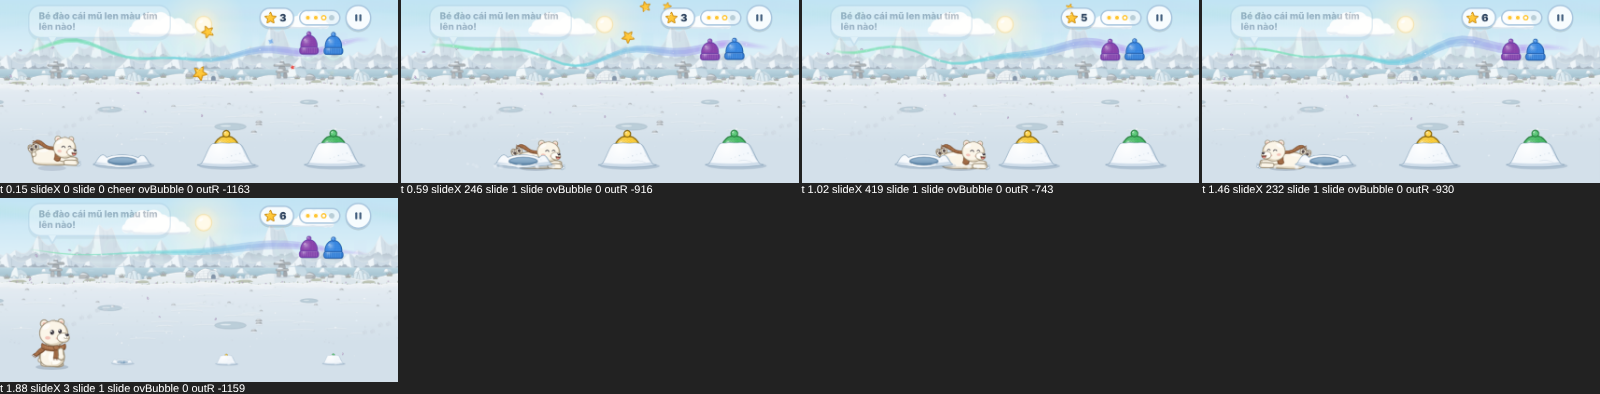 Bé đào cái mũ len màu tím
lên nào!
3
t 0.15 slideX 0 slide 0 cheer ovBubble 0 outR -1163
Bé đào cái mũ len màu tím
lên nào!
3
t 0.59 slideX 246 slide 1 slide ovBubble 0 outR -916
Bé đào cái mũ len màu tím
lên nào!
5
t 1.02 slideX 419 slide 1 slide ovBubble 0 outR -743
Bé đào cái mũ len màu tím
lên nào!
6
t 1.46 slideX 232 slide 1 slide ovBubble 0 outR -930
Bé đào cái mũ len màu tím
lên nào!
6
t 1.88 slideX 3 slide 1 slide ovBubble 0 outR -1159